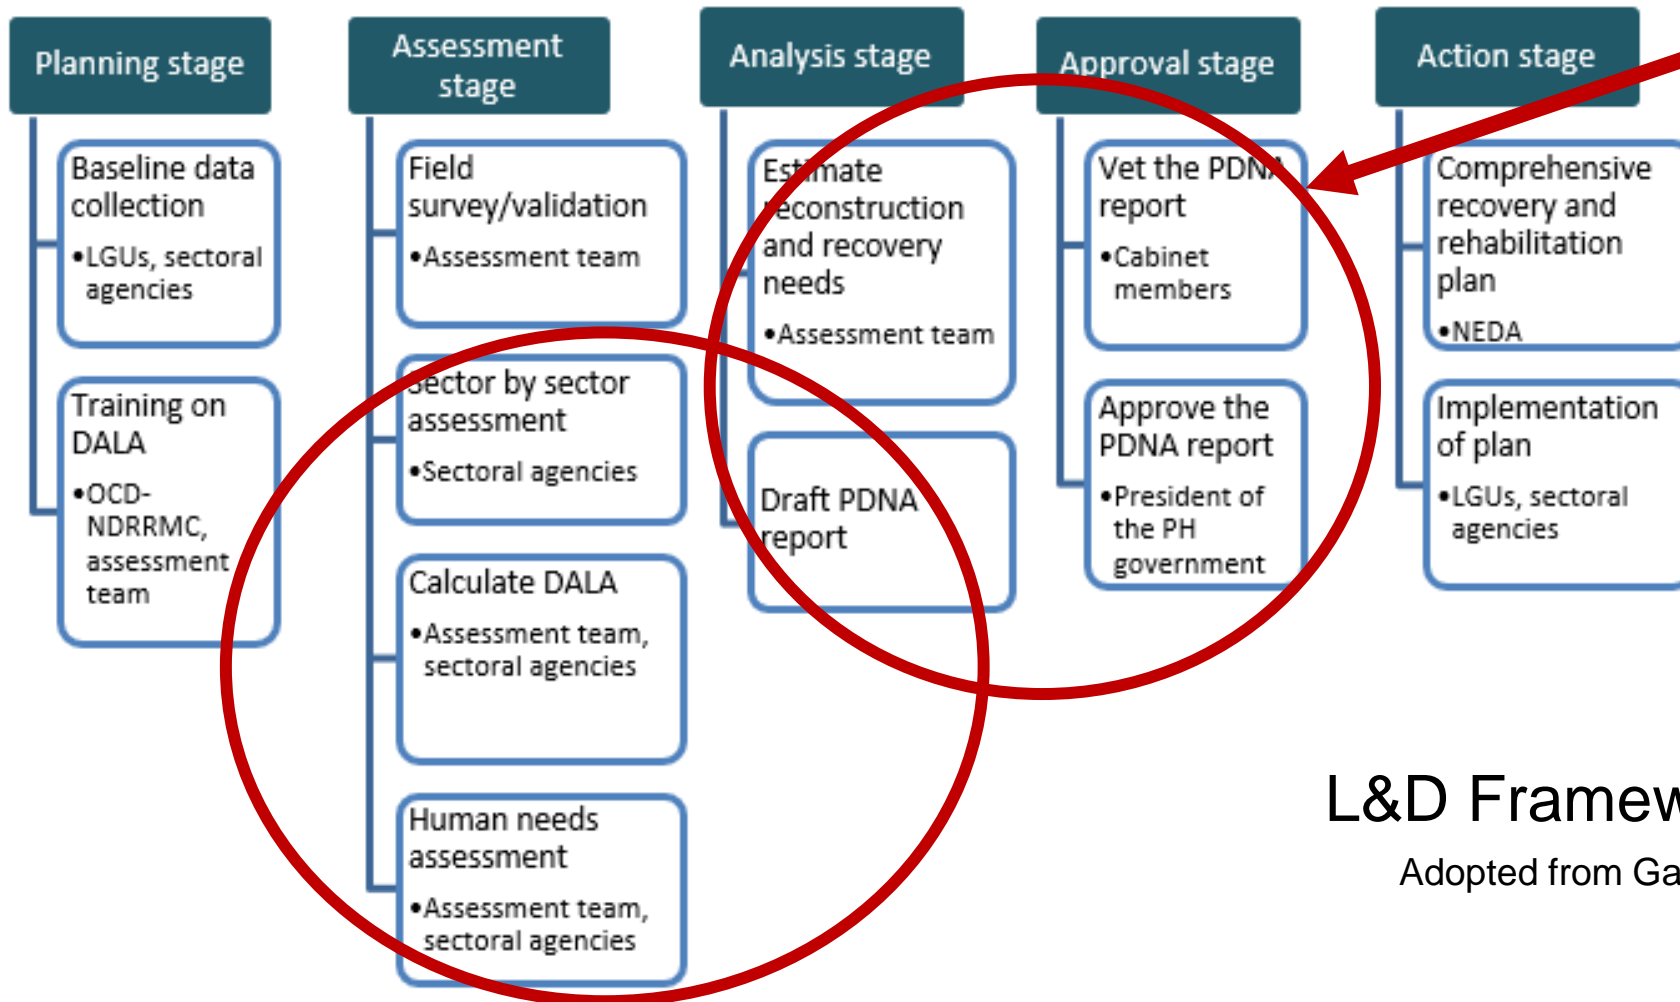 Planning stage
Baseline data
collection
•LGUs, sectoral
agencies
Training on
DALA
•OCD-
NDRRMC,
assessment
team
Assessment
stage
Field
survey/validation
•Assessment team
Sector by sector
assessment
•Sectoral agencies
Calculate DALA
•Assessment team,
sectoral agencies
Human needs
assessment
•Assessment team,
sectoral agencies
Analysis stage
Estimate
reconstruction
and recovery
needs
•Assessment team
Draft PDNA
report
Approval stage
Vet the PDNA
report
•Cabinet
members
Approve the
PDNA report
•President of
the PH
government
Action stage
Comprehensive
recovery and
rehabilitation
plan
•NEDA
Implementation
of plan
•LGUs, sectoral
agencies
L&D
Adopted from